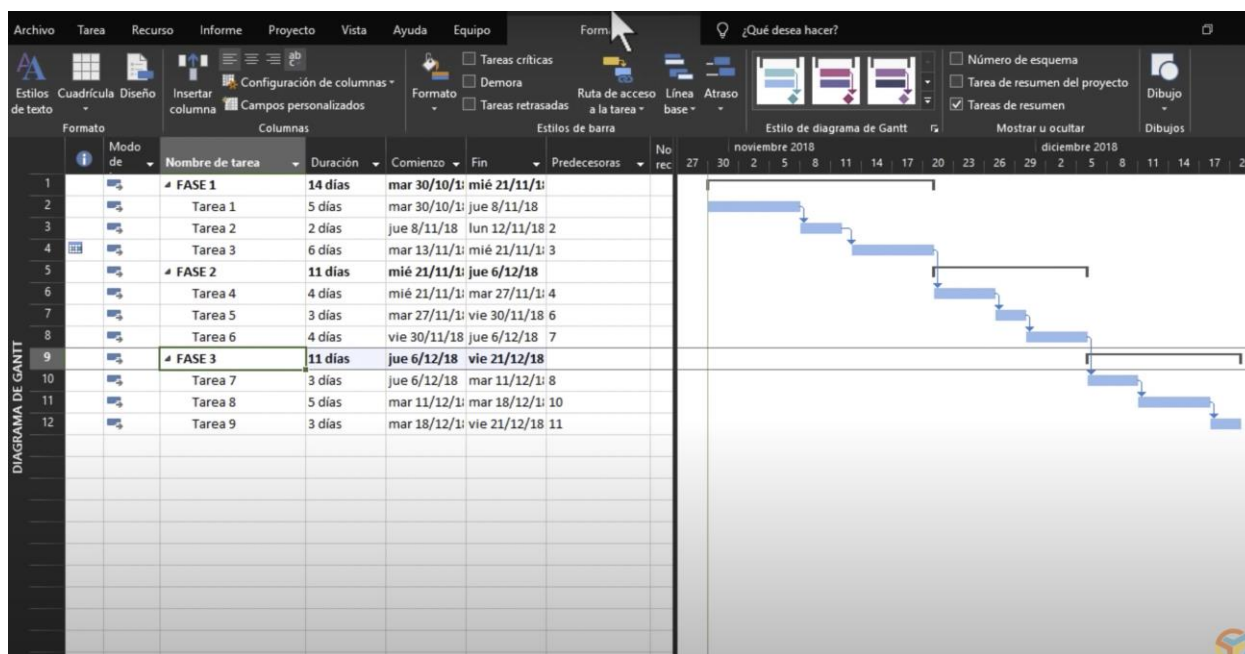 Archivo Tarea Recurso Informe Proyecto Vista Ayuda Equipo Form ¿Qué desea hacer?
Tareas críticas
Número de esquema
Configuración de columnas
Demora
Tarea de resumen del proyecto
Estilos de texto Cuadrícula Diseño Insertar columna
Campos personalizados
Formato
Tareas retrasadas
Ruta de acceso a la tarea Línea base Atraso
Tareas de resumen
Dibujo
Formato Columnas Estilos de barra Estilo de diagrama de Gantt Mostrar u ocultar Dibujos
noviembre 2018 diciembre 2018
Modo de Nombre de tarea Duración Comienzo Fin Predecesoras No rec 27 30 2 5 8 11 14 17 20 23 26 29 2 5 8 11 14 17 2
1 FASE 1 14 días mar 30/10/1 mié 21/11/1
2 Tarea 1 5 días mar 30/10/1 jue 8/11/18
3 Tarea 2 2 días jue 8/11/18 lun 12/11/18 2
4 Tarea 3 6 días mar 13/11/1 mié 21/11/1 3
5 FASE 2 11 días mié 21/11/1 jue 6/12/18
6 Tarea 4 4 días mié 21/11/1 mar 27/11/1 4
7 Tarea 5 3 días mar 27/11/1 vie 30/11/18 6
8 Tarea 6 4 días vie 30/11/18 jue 6/12/18 7
9 FASE 3 11 días jue 6/12/18 vie 21/12/18
10 Tarea 7 3 días jue 6/12/18 mar 11/12/1 8
11 Tarea 8 5 días mar 11/12/1 mar 18/12/1 10
12 Tarea 9 3 días mar 18/12/1 vie 21/12/18 11
DIAGRAMA DE GANTT